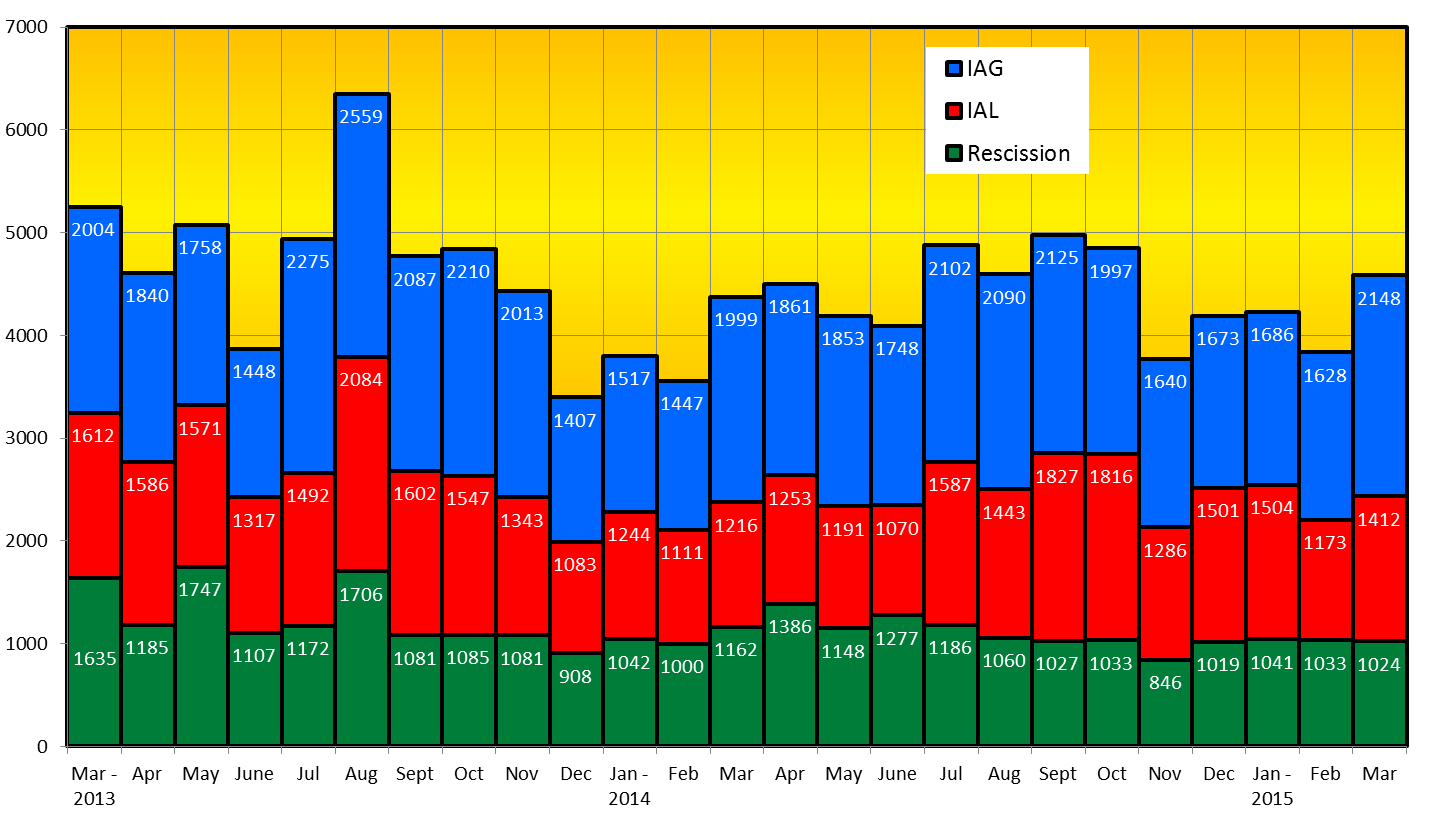 7000
6000
5000
4000
3000
2000
1000
0
IAG
IAL
Rescission
2004 1840 1758 1448 2275 2559 2087 2210 2013 1407 1517 1447 1999 1861 1853 1748 2102 2090 2125 1997 1640 1673 1686 1628 2148
1612 1586 1571 1317 1492 2084 1602 1547 1343 1083 1244 1111 1216 1253 1191 1070 1587 1443 1827 1816 1286 1501 1504 1173 1412
1635 1185 1747 1107 1172 1706 1081 1085 1081 908 1042 1000 1162 1386 1148 1277 1186 1060 1027 1033 846 1019 1041 1033 1024
Mar - Apr May June Jul Aug Sept Oct Nov Dec Jan - Feb Mar Apr May June Jul Aug Sept Oct Nov Dec Jan - Feb Mar
2013 2014 2015